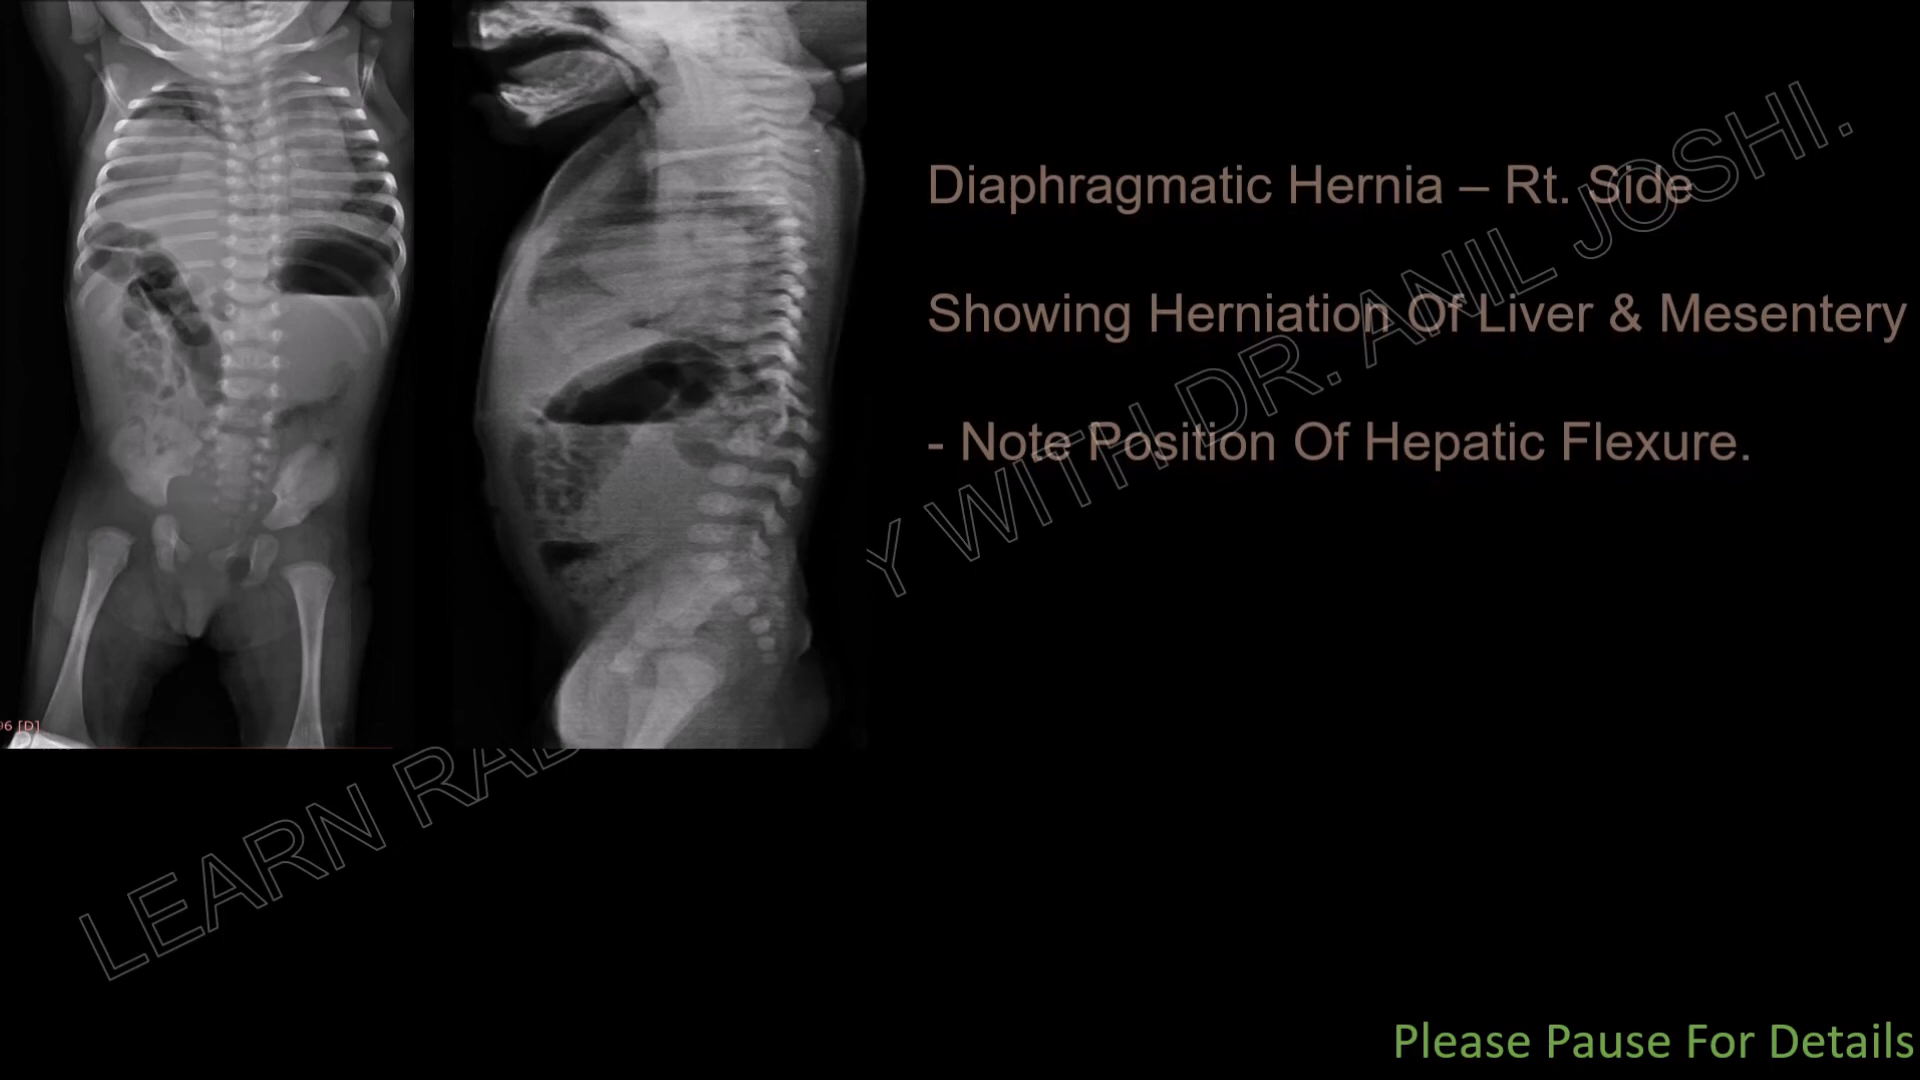 Diaphragmatic Hernia – Rt. Side
Showing Herniation Of Liver & Mesentery
- Note Position Of Hepatic Flexure.
LEARN RAD Y WITH DR. ANIL JOSHI.
96 [D]
Please Pause For Details